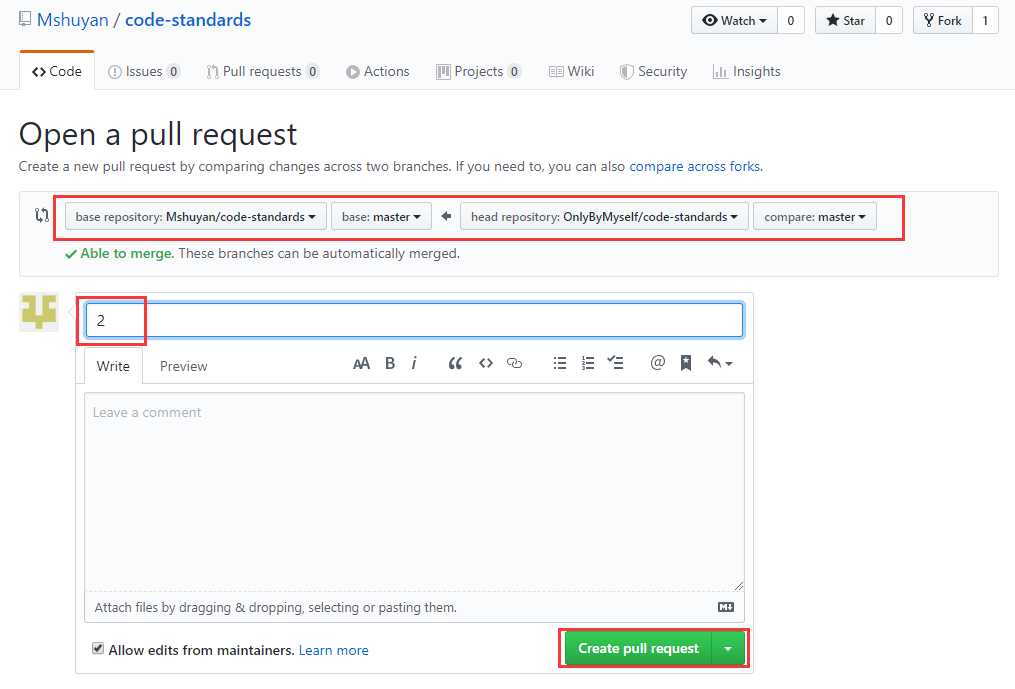 Mshuyan / code-standards Watch 0 Star 0 Fork 1
Code Issues 0 Pull requests 0 Actions Projects 0 Wiki Security Insights
Open a pull request
Create a new pull request by comparing changes across two branches. If you need to, you can also compare across forks.
base repository: Mshuyan/code-standards base: master head repository: OnlyByMyself/code-standards compare: master
Able to merge. These branches can be automatically merged.
2
Write Preview AA B i @
Leave a comment
Attach files by dragging & dropping, selecting or pasting them. M
Allow edits from maintainers. Learn more Create pull request